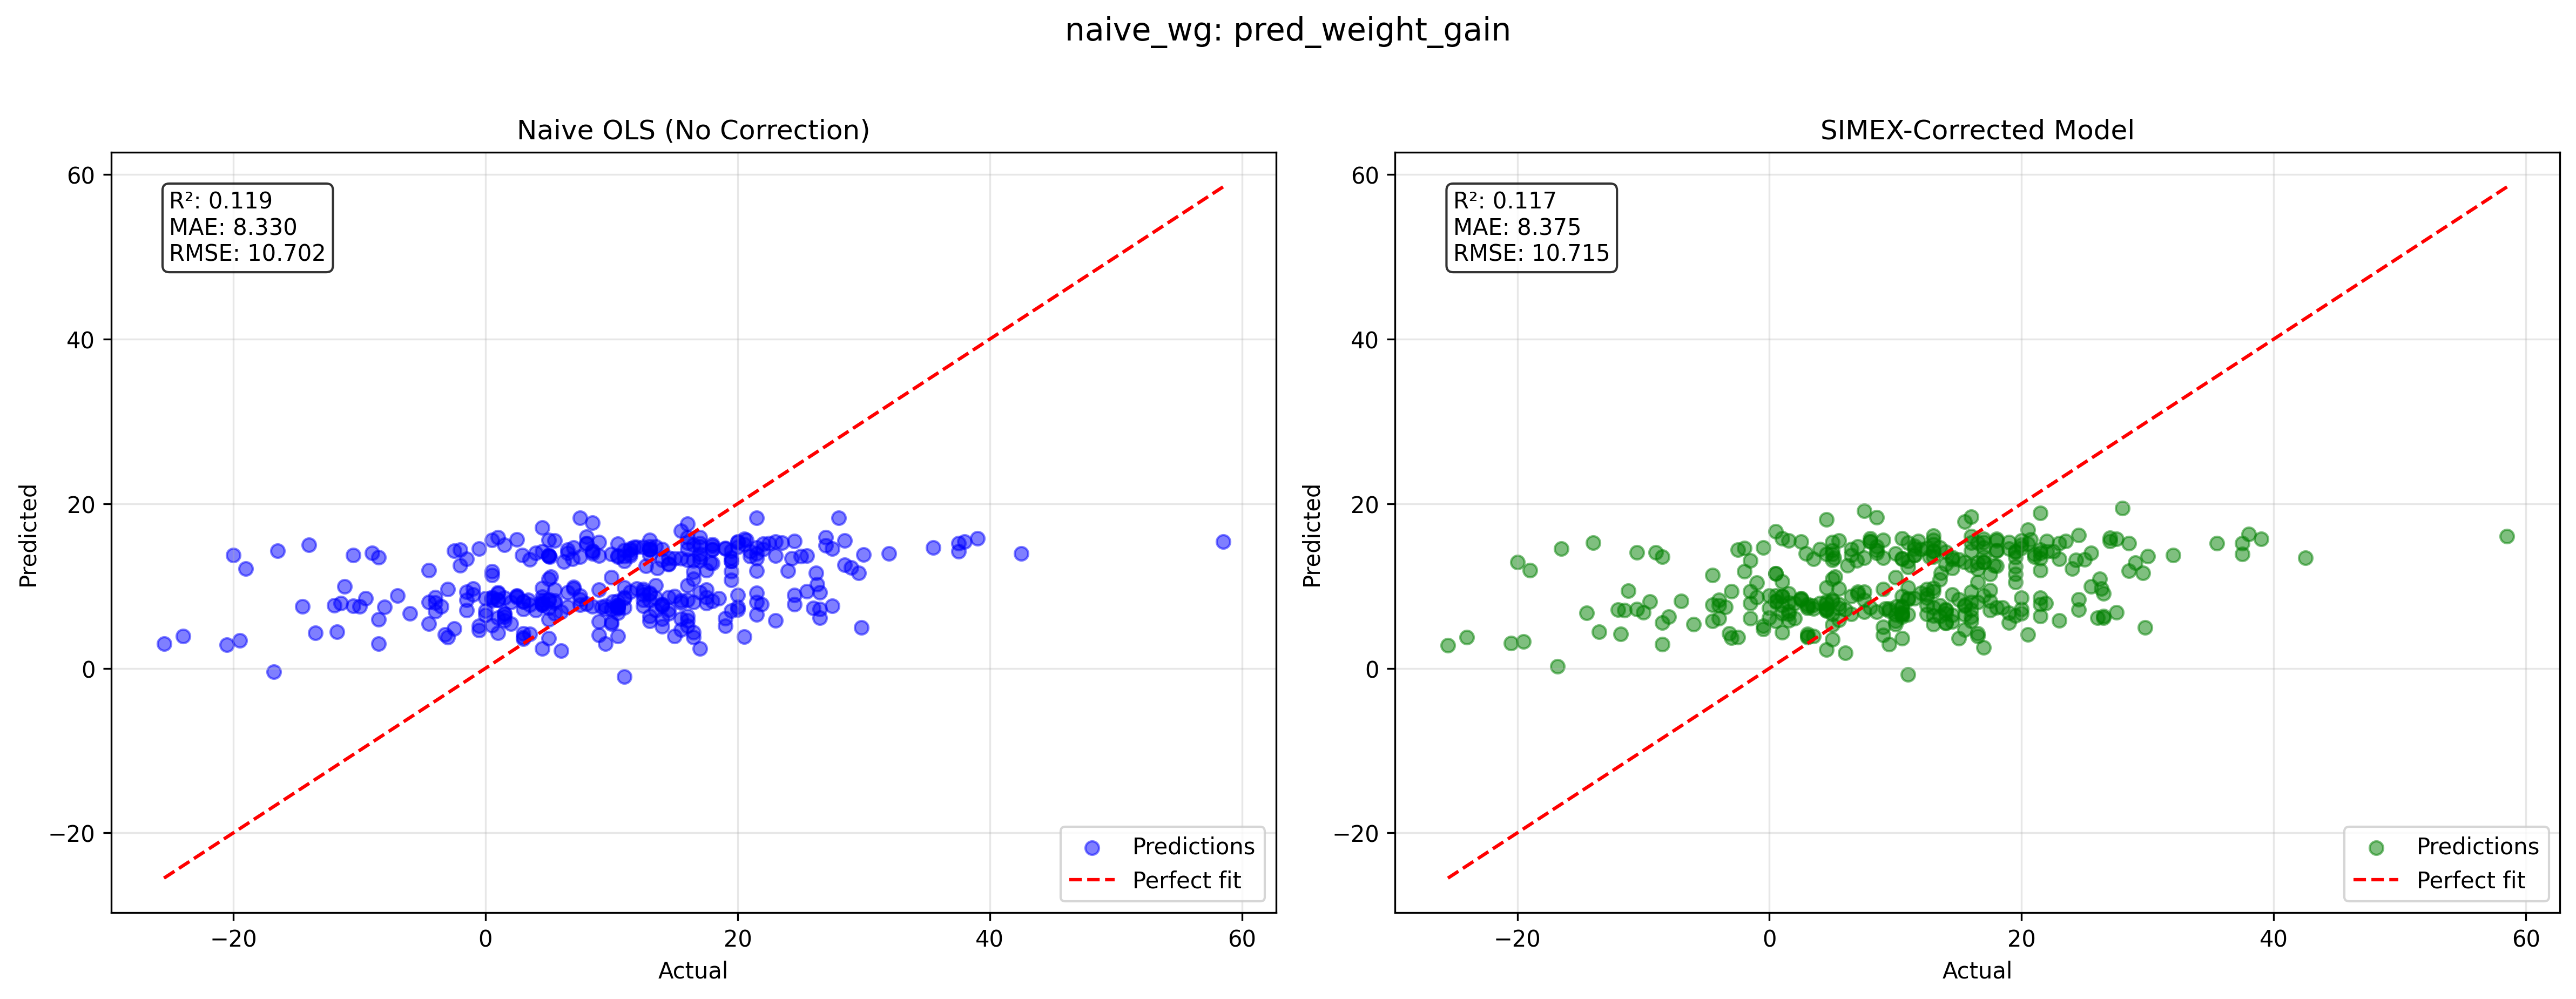 naive_wg: pred_weight_gain
Naive OLS (No Correction)
R²: 0.119
MAE: 8.330
RMSE: 10.702
60
40
20
0
−20
Predicted
−20
0
20
40
60
Actual
Predictions
Perfect fit
SIMEX-Corrected Model
R²: 0.117
MAE: 8.375
RMSE: 10.715
60
40
20
0
−20
Predicted
−20
0
20
40
60
Actual
Predictions
Perfect fit